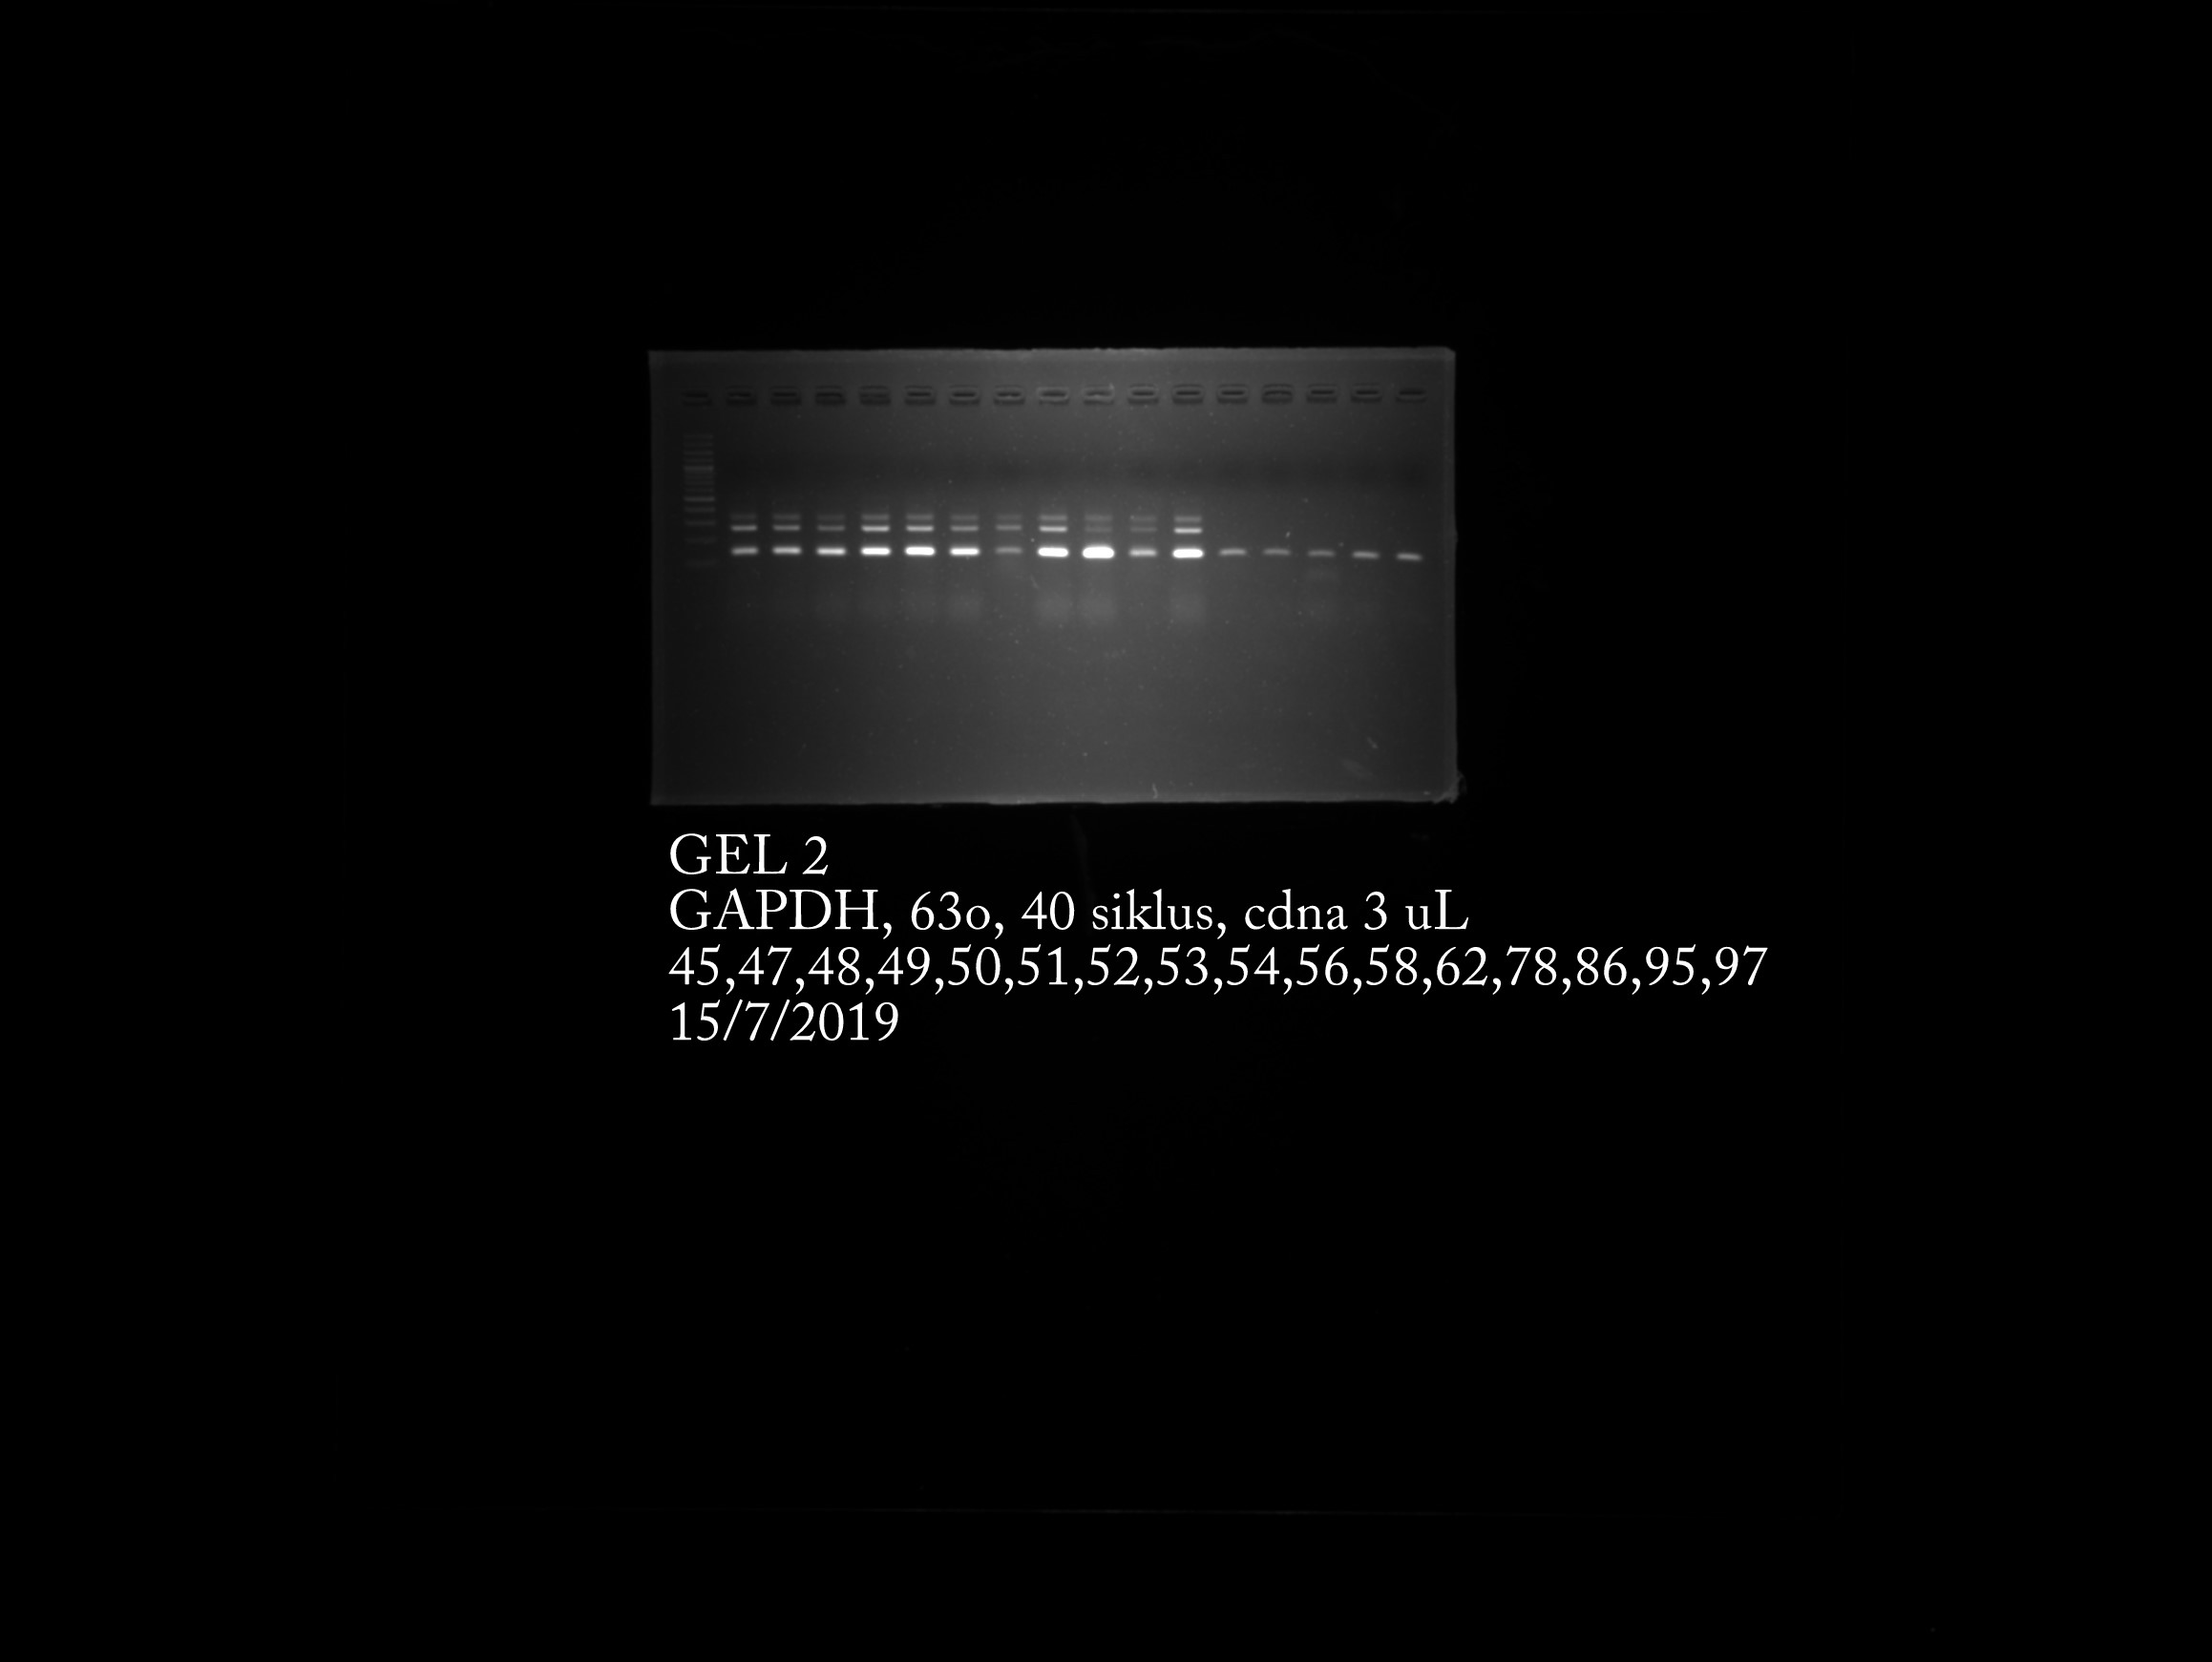 GEL 2
GAPDH, 63o, 40 siklus, cdna 3 uL
45,47,48,49,50,51,52,53,54,56,58,62,78,86,95,97
15/7/2019